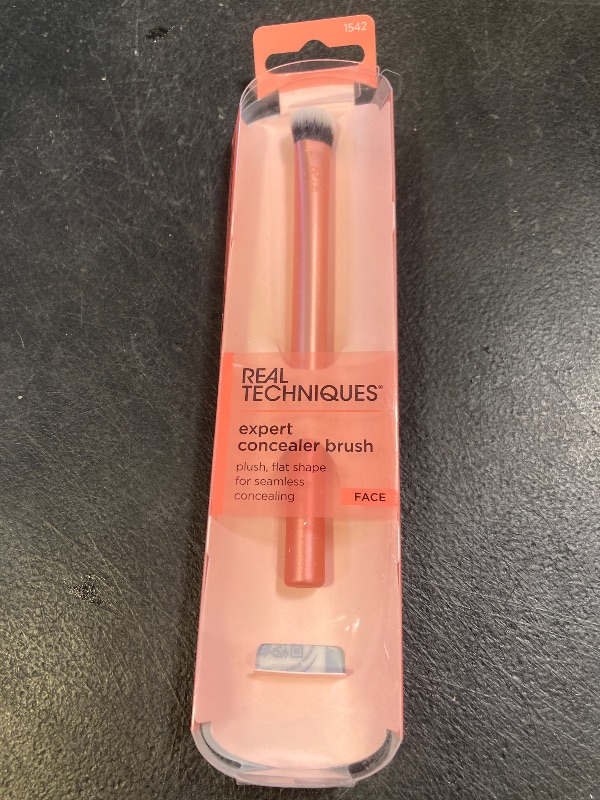 1542
REAL
TECHNIQUES®
expert
concealer brush
plush, flat shape
for seamless
concealing
FACE